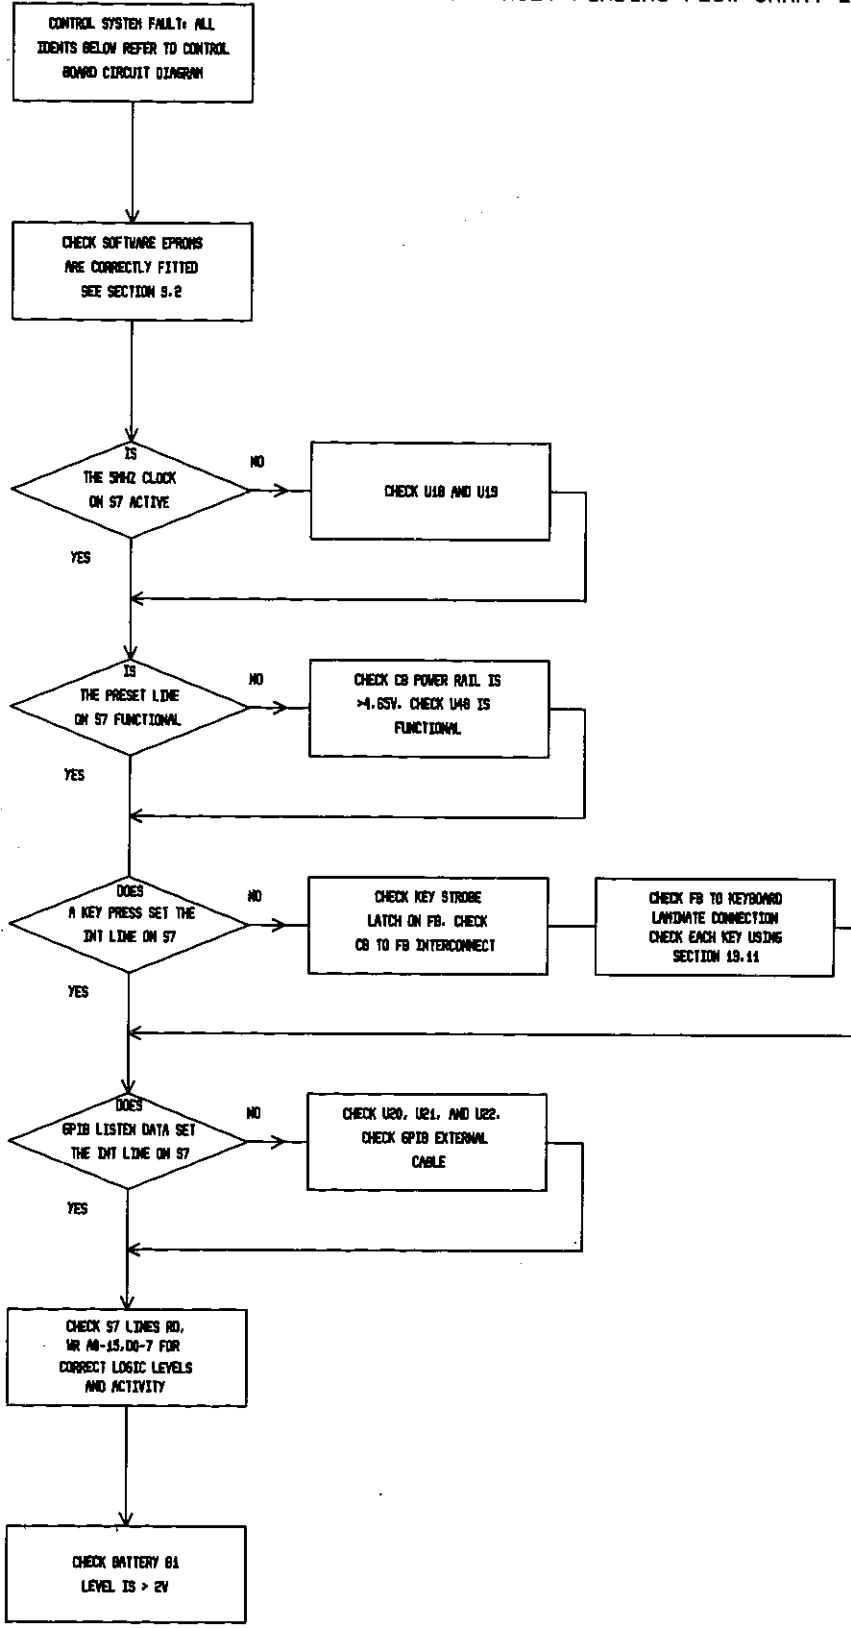 CONTROL SYSTEM FAULT: ALL
IDENTS BELOW REFER TO CONTROL
BOARD CIRCUIT DIAGRAM
CHECK SOFTWARE EPROMS
ARE CORRECTLY FITTED
SEE SECTION 9.2
IS
THE 5MHZ CLOCK
ON S7 ACTIVE
NO
CHECK U18 AND U19
YES
IS
THE PRESET LINE
ON S7 FUNCTIONAL
NO
CHECK CB POWER RAIL IS
>4.65V. CHECK U48 IS
FUNCTIONAL
YES
DOES
A KEY PRESS SET THE
INT LINE ON S7
NO
CHECK KEY STROBE
LATCH ON FB. CHECK
CB TO FB INTERCONNECT
CHECK FB TO KEYBOARD
LAMINATE CONNECTION
CHECK EACH KEY USING
SECTION 13.11
YES
DOES
GPIB LISTEN DATA SET
THE INT LINE ON S7
NO
CHECK U20, U21, AND U22.
CHECK GPIB EXTERNAL
CABLE
YES
CHECK S7 LINES RD,
WR A0-15,D0-7 FOR
CORRECT LOGIC LEVELS
AND ACTIVITY
CHECK BATTERY B1
LEVEL IS > 2V